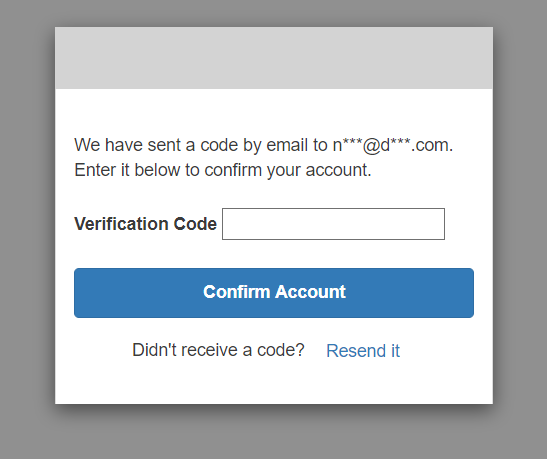 We have sent a code by email to n***@d***.com.
Enter it below to confirm your account.
Verification Code
Confirm Account
Didn't receive a code? Resend it